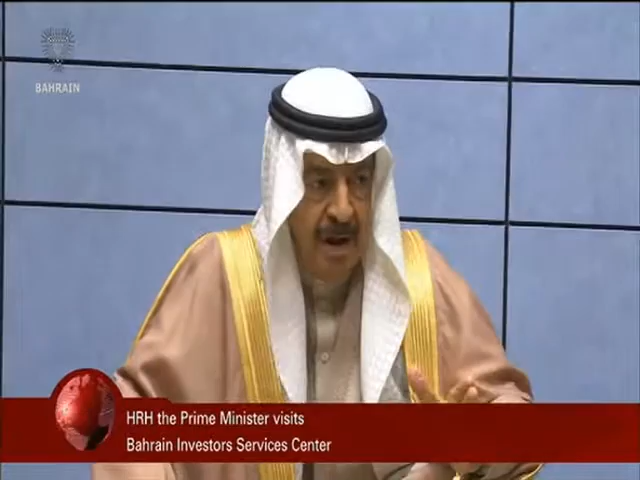 BAHRAIN
HRH the Prime Minister visits
Bahrain Investors Services Center